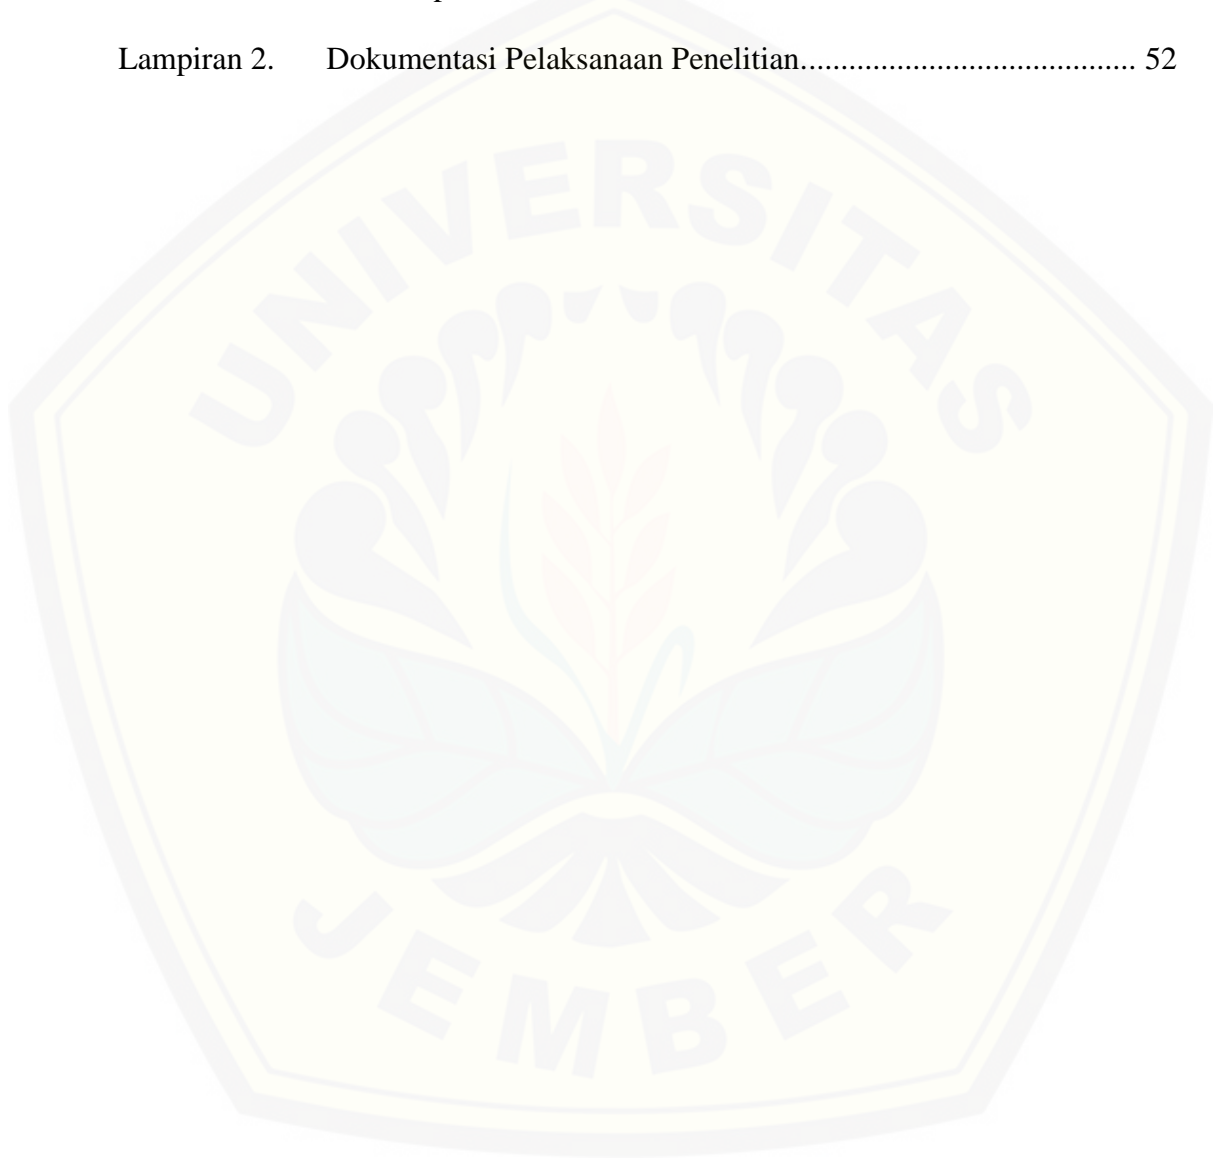 Lampiran 2. Dokumentasi Pelaksanaan Penelitian......................................... 52
UNIVERSITAS
JEMBER